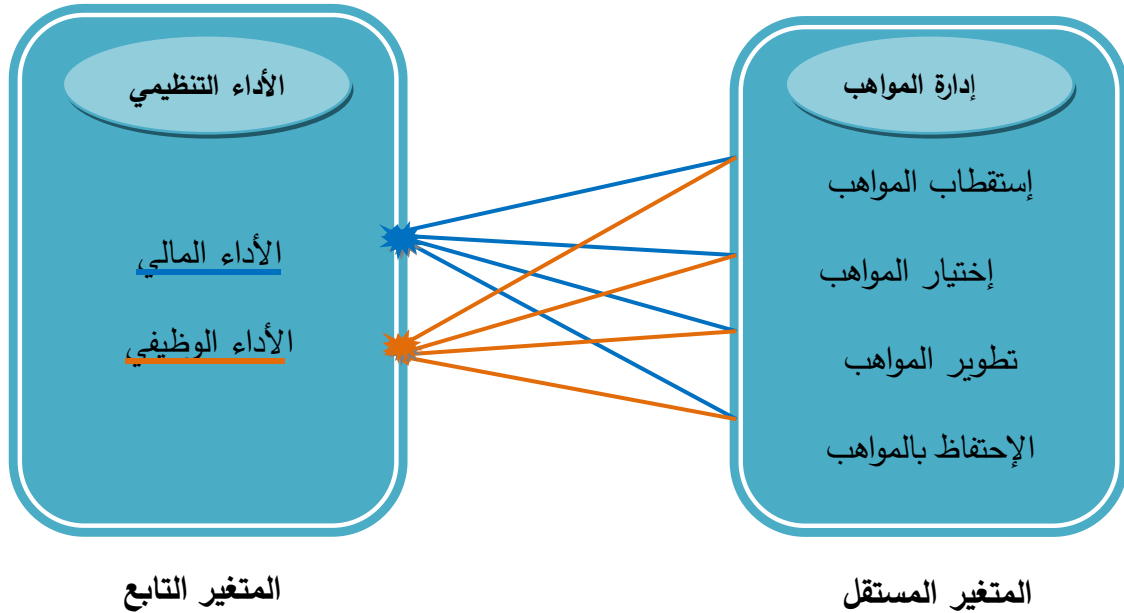 إدارة المواهب
إستقطاب المواهب
إختيار المواهب
تطوير المواهب
الإحتفاظ بالمواهب
المتغير المستقل
الأداء التنظيمي
الأداء المالي
الأداء الوظيفي
المتغير التابع